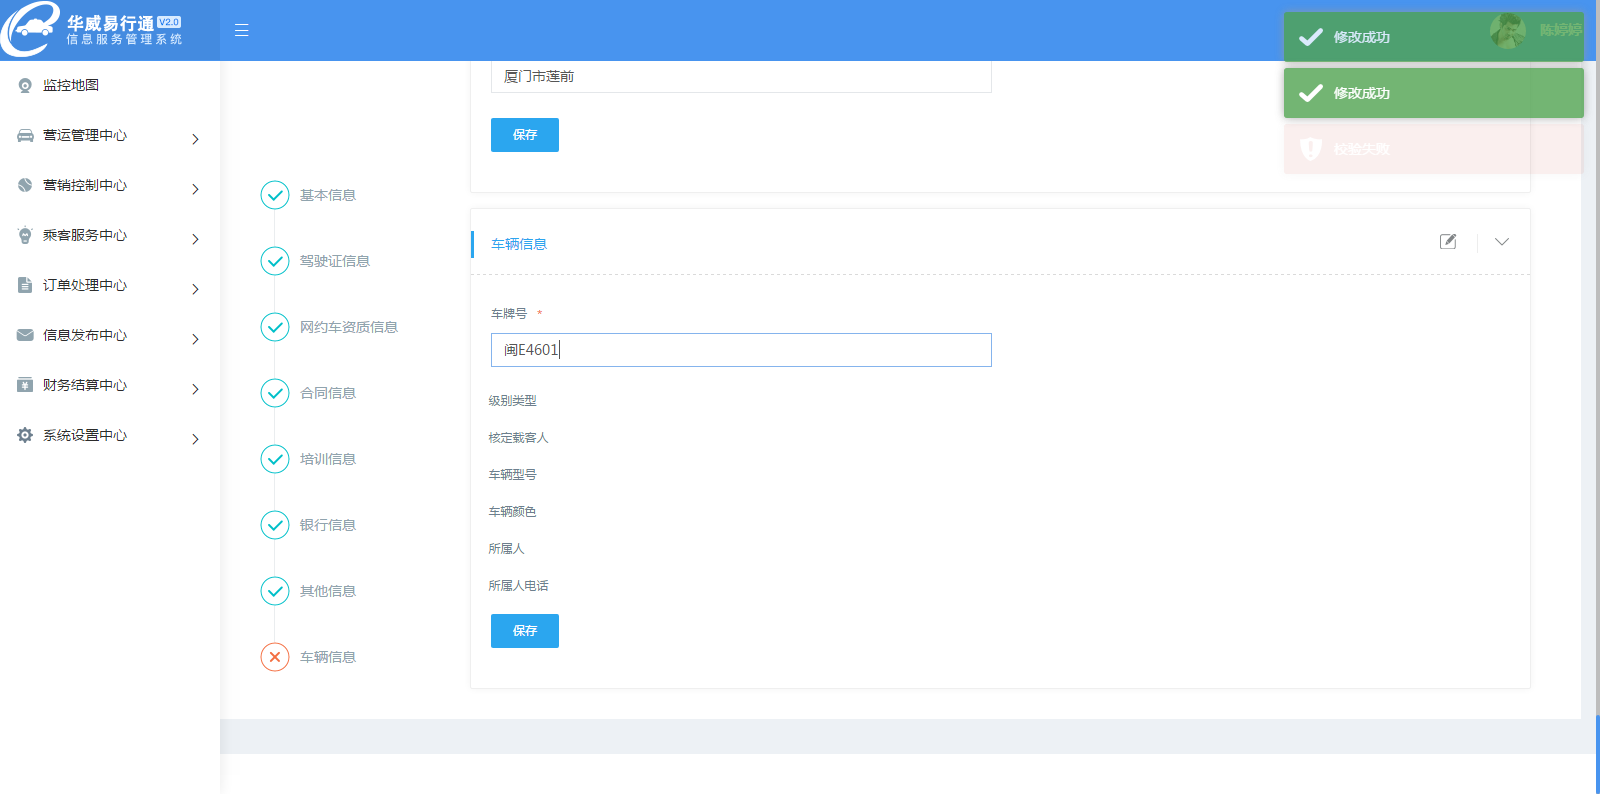 华威易行通 V2.0
信息服务管理系统
陈婷婷
修改成功
修改成功
校验失败
监控地图
营运管理中心
营销控制中心
乘客服务中心
订单处理中心
信息发布中心
财务结算中心
系统设置中心
基本信息
驾驶证信息
网约车资质信息
合同信息
培训信息
银行信息
其他信息
车辆信息
厦门市莲前
保存
车辆信息
车牌号 *
闽E4601
级别类型
核定载客人
车辆型号
车辆颜色
所属人
所属人电话
保存